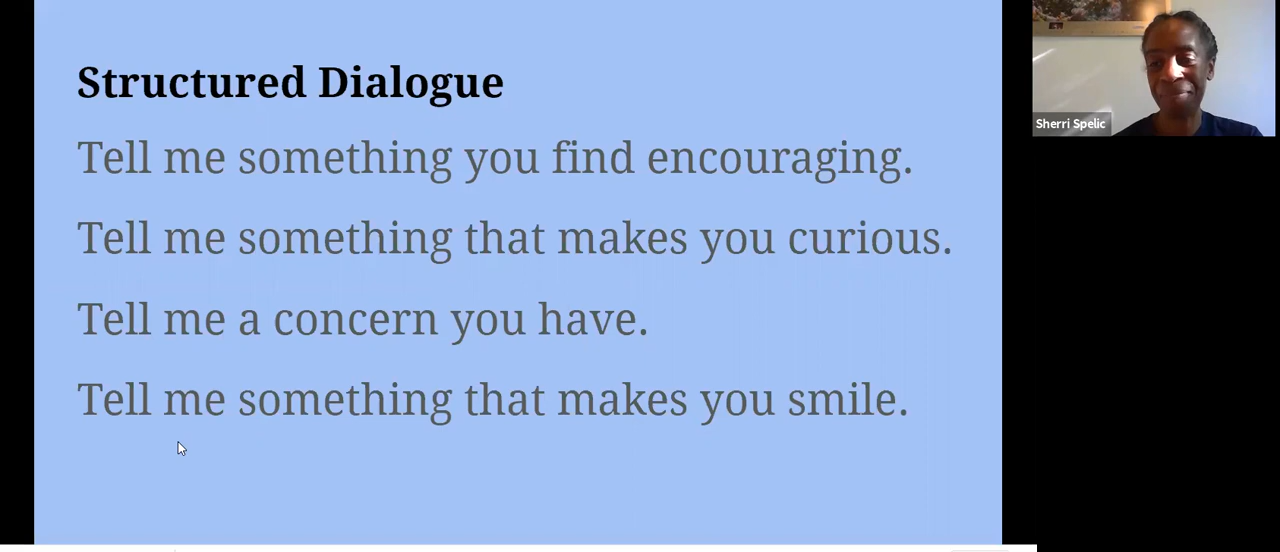 Structured Dialogue
Tell me something you find encouraging.
Tell me something that makes you curious.
Tell me a concern you have.
Tell me something that makes you smile.
Sherri Spelic